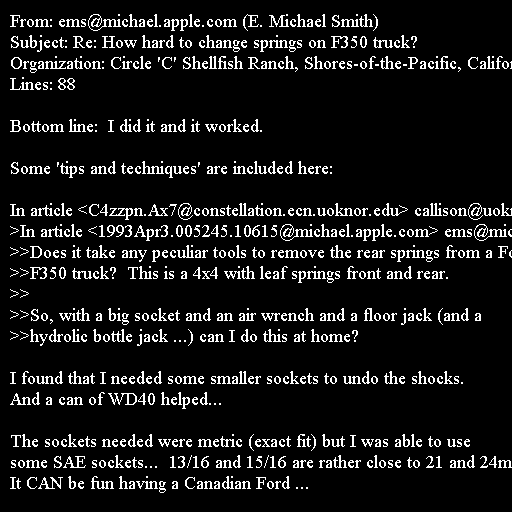 From: ems@michael.apple.com (E. Michael Smith)
Subject: Re: How hard to change springs on F350 truck?
Organization: Circle 'C' Shellfish Ranch, Shores-of-the-Pacific, Califo
Lines: 88

Bottom line:  I did it and it worked.

Some 'tips and techniques' are included here:

In article <C4zzpn.Ax7@constellation.ecn.uoknor.edu> callison@uok
>In article <1993Apr3.005245.10615@michael.apple.com> ems@mic
>>Does it take any peculiar tools to remove the rear springs from a Fo
>>F350 truck?  This is a 4x4 with leaf springs front and rear.
>>
>>So, with a big socket and an air wrench and a floor jack (and a
>>hydrolic bottle jack ...) can I do this at home?

I found that I needed some smaller sockets to undo the shocks.
And a can of WD40 helped...

The sockets needed were metric (exact fit) but I was able to use
some SAE sockets...  13/16 and 15/16 are rather close to 21 and 24m
It CAN be fun having a Canadian Ford ...